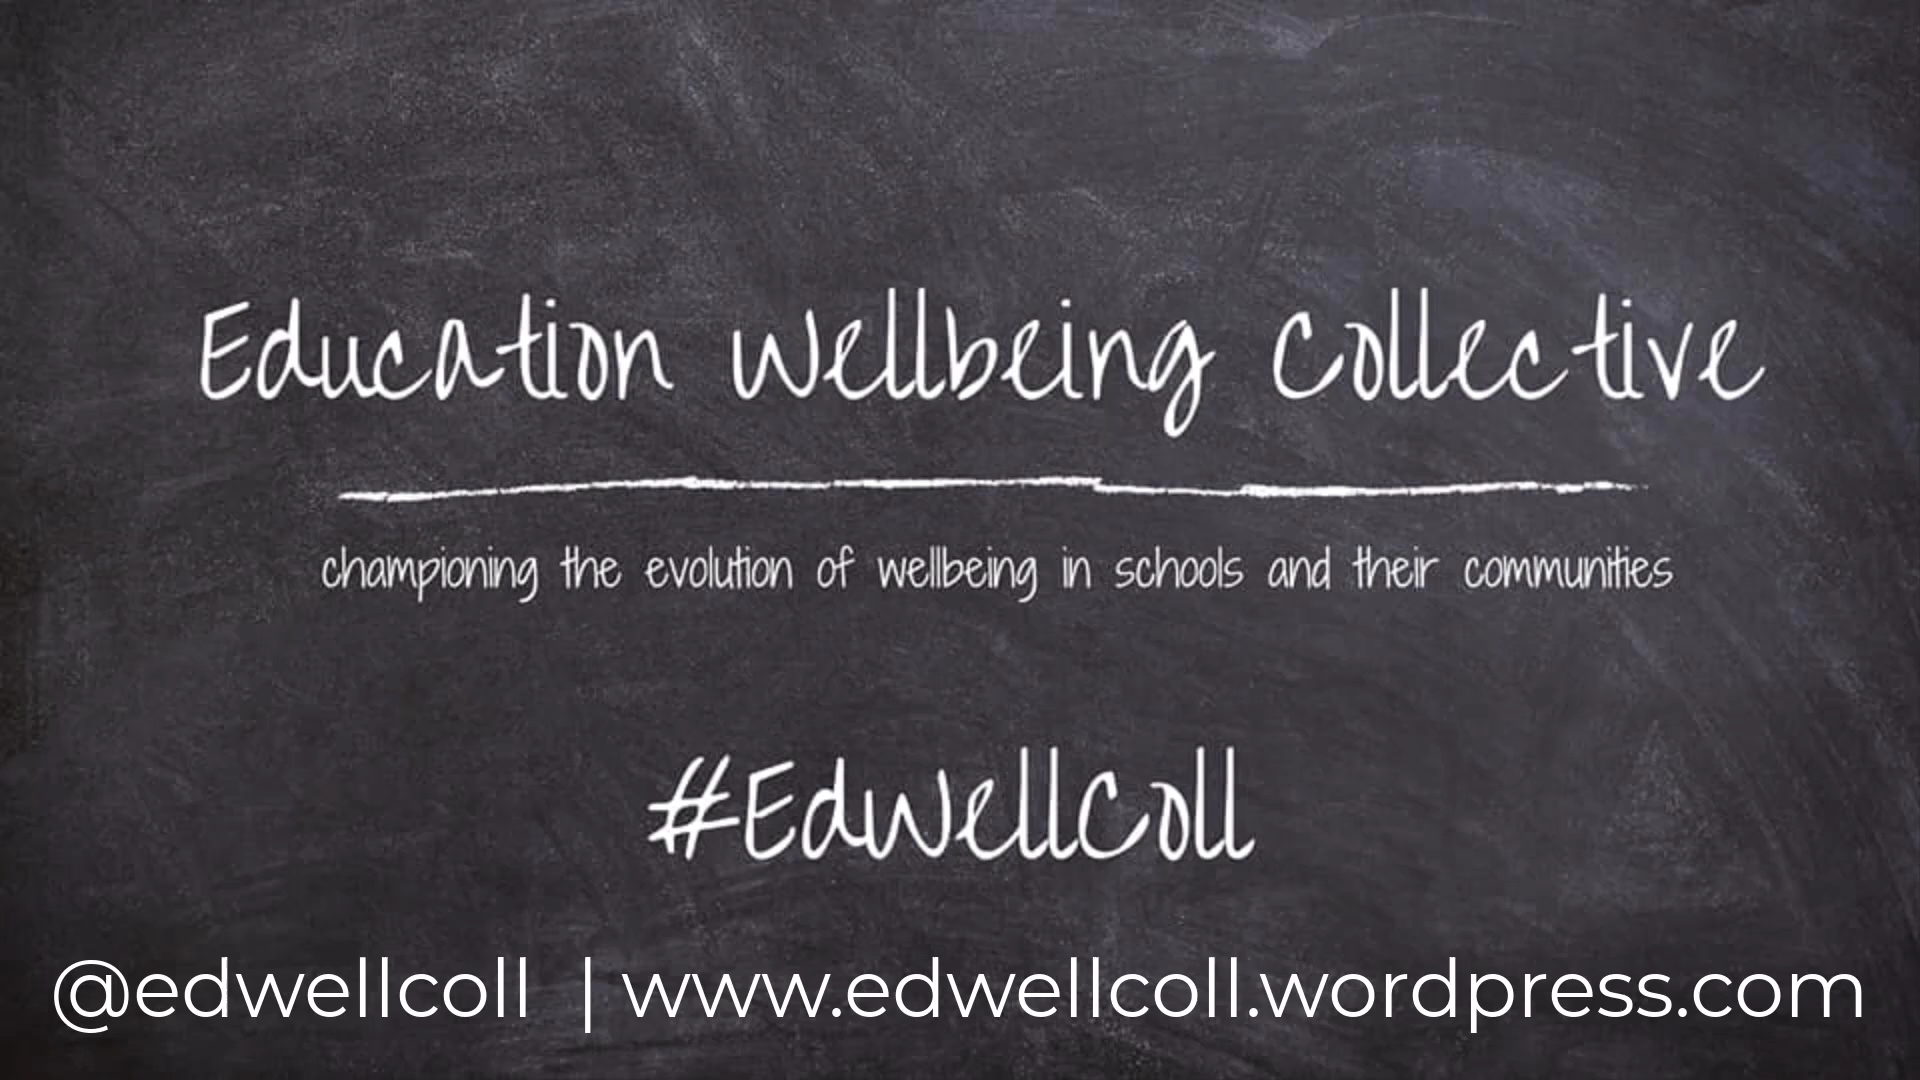 Education Wellbeing Collective
championing the evolution of wellbeing in schools and their communities
#EdWellColl
@edwellcoll | www.edwellcoll.wordpress.com